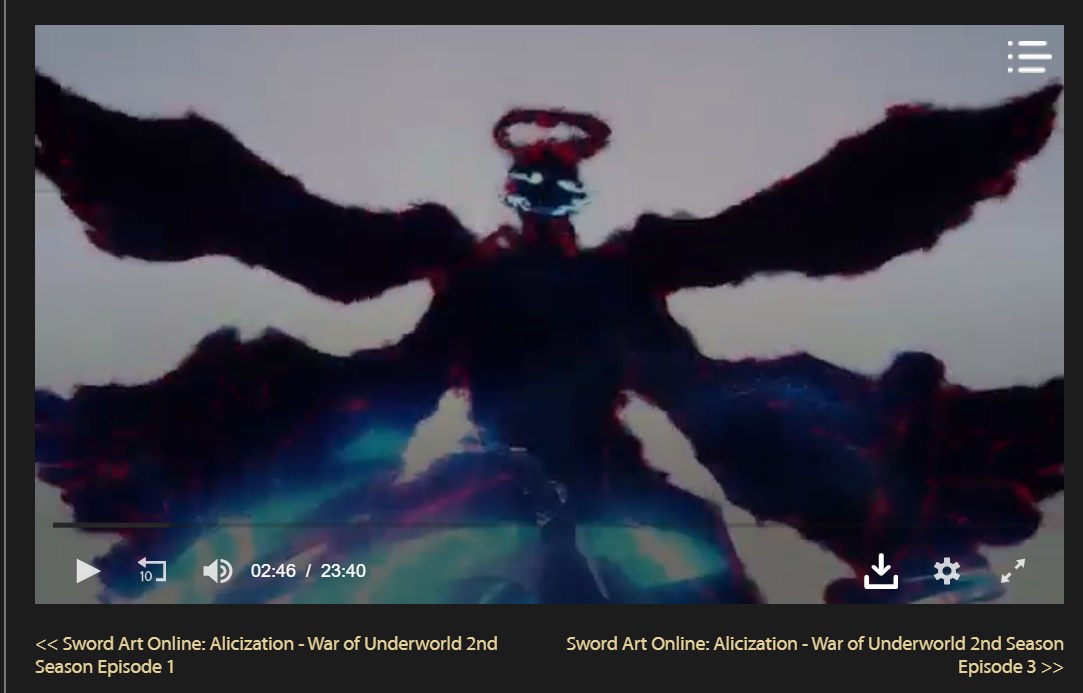 10
02:46 / 23:40
<< Sword Art Online: Alicization - War of Underworld 2nd
Season Episode 1
Sword Art Online: Alicization - War of Underworld 2nd Season
Episode 3 >>